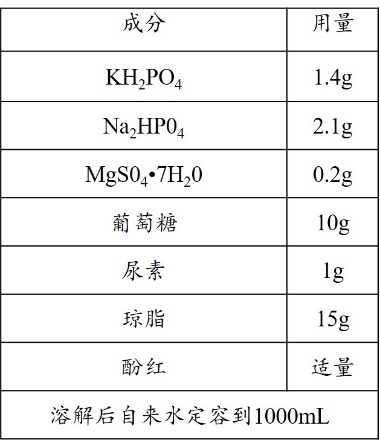 成分 用量
KH₂PO₄ 1.4g
Na₂HP0₄ 2.1g
MgS0₄•7H₂0 0.2g
葡萄糖 10g
尿素 1g
琼脂 15g
酚红 适量
溶解后自来水定容到1000mL